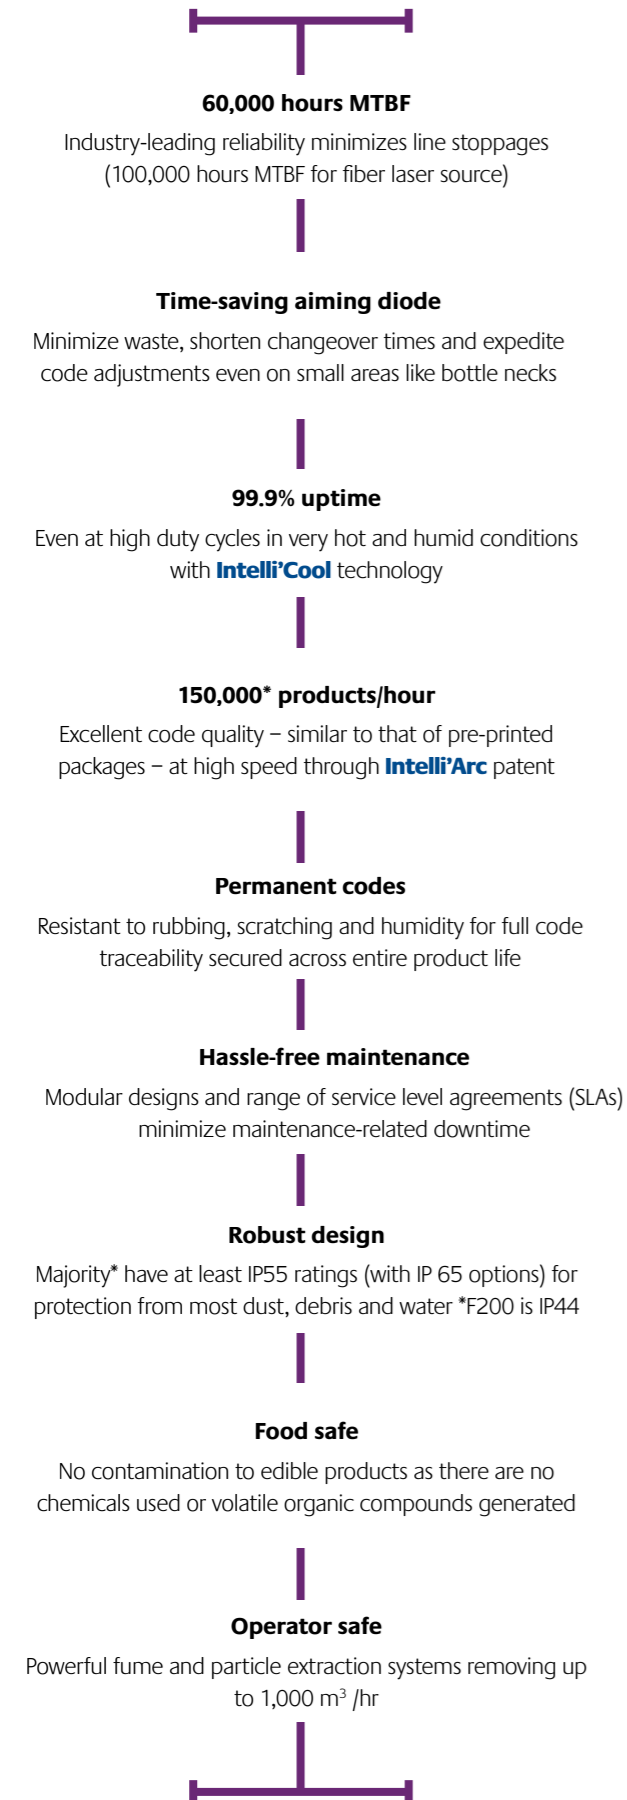 60,000 hours MTBF
Industry-leading reliability minimizes line stoppages
(100,000 hours MTBF for fiber laser source)
Time-saving aiming diode
Minimize waste, shorten changeover times and expedite
code adjustments even on small areas like bottle necks
99.9% uptime
Even at high duty cycles in very hot and humid conditions
with Intelli’Cool technology
150,000* products/hour
Excellent code quality – similar to that of pre-printed
packages – at high speed through Intelli’Arc patent
Permanent codes
Resistant to rubbing, scratching and humidity for full code
traceability secured across entire product life
Hassle-free maintenance
Modular designs and range of service level agreements (SLAs)
minimize maintenance-related downtime
Robust design
Majority* have at least IP55 ratings (with IP 65 options) for
protection from most dust, debris and water *F200 is IP44
Food safe
No contamination to edible products as there are no
chemicals used or volatile organic compounds generated
Operator safe
Powerful fume and particle extraction systems removing up
to 1,000 m³ /hr